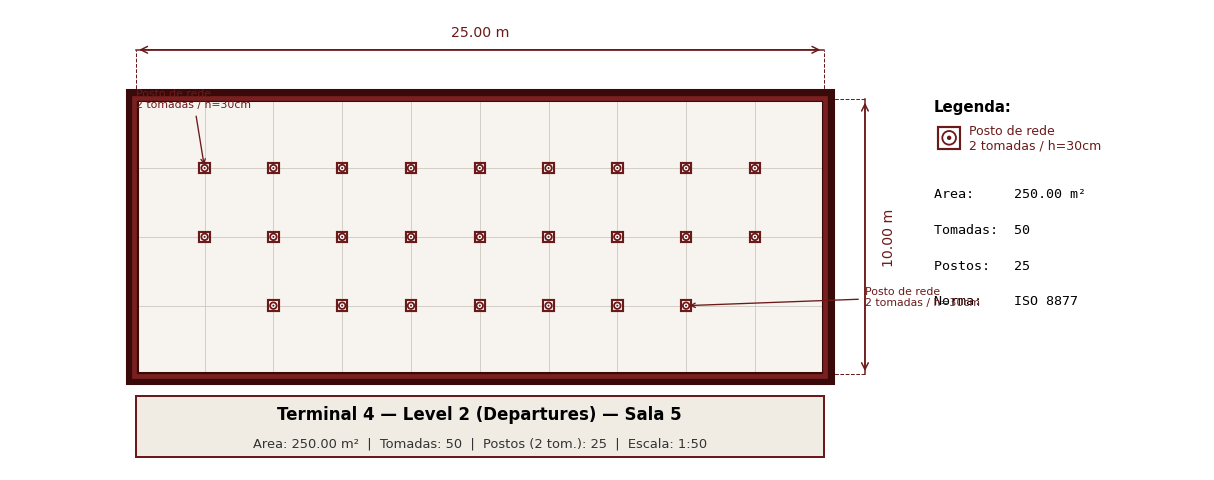 25.00 m
Posto de rede
2 tomadas / h=30cm
Legenda:
Posto de rede
2 tomadas / h=30cm
Area: 250.00 m²
Tomadas: 50
Postos: 25
Norma: ISO 8877
10.00 m
Posto de rede
2 tomadas / h=30cm
Terminal 4 — Level 2 (Departures) — Sala 5
Area: 250.00 m² | Tomadas: 50 | Postos (2 tom.): 25 | Escala: 1:50